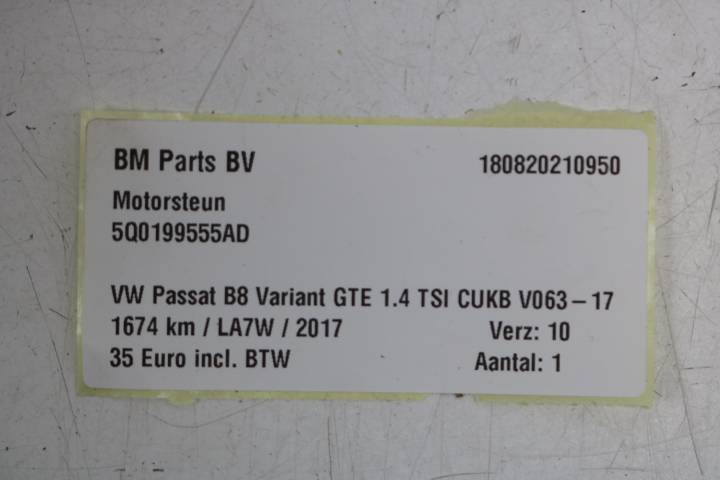 BM Parts BV 180820210950
Motorsteun
5Q0199555AD
VW Passat B8 Variant GTE 1.4 TSI CUKB V063-17
1674 km / LA7W / 2017 Verz: 10
35 Euro incl. BTW Aantal: 1